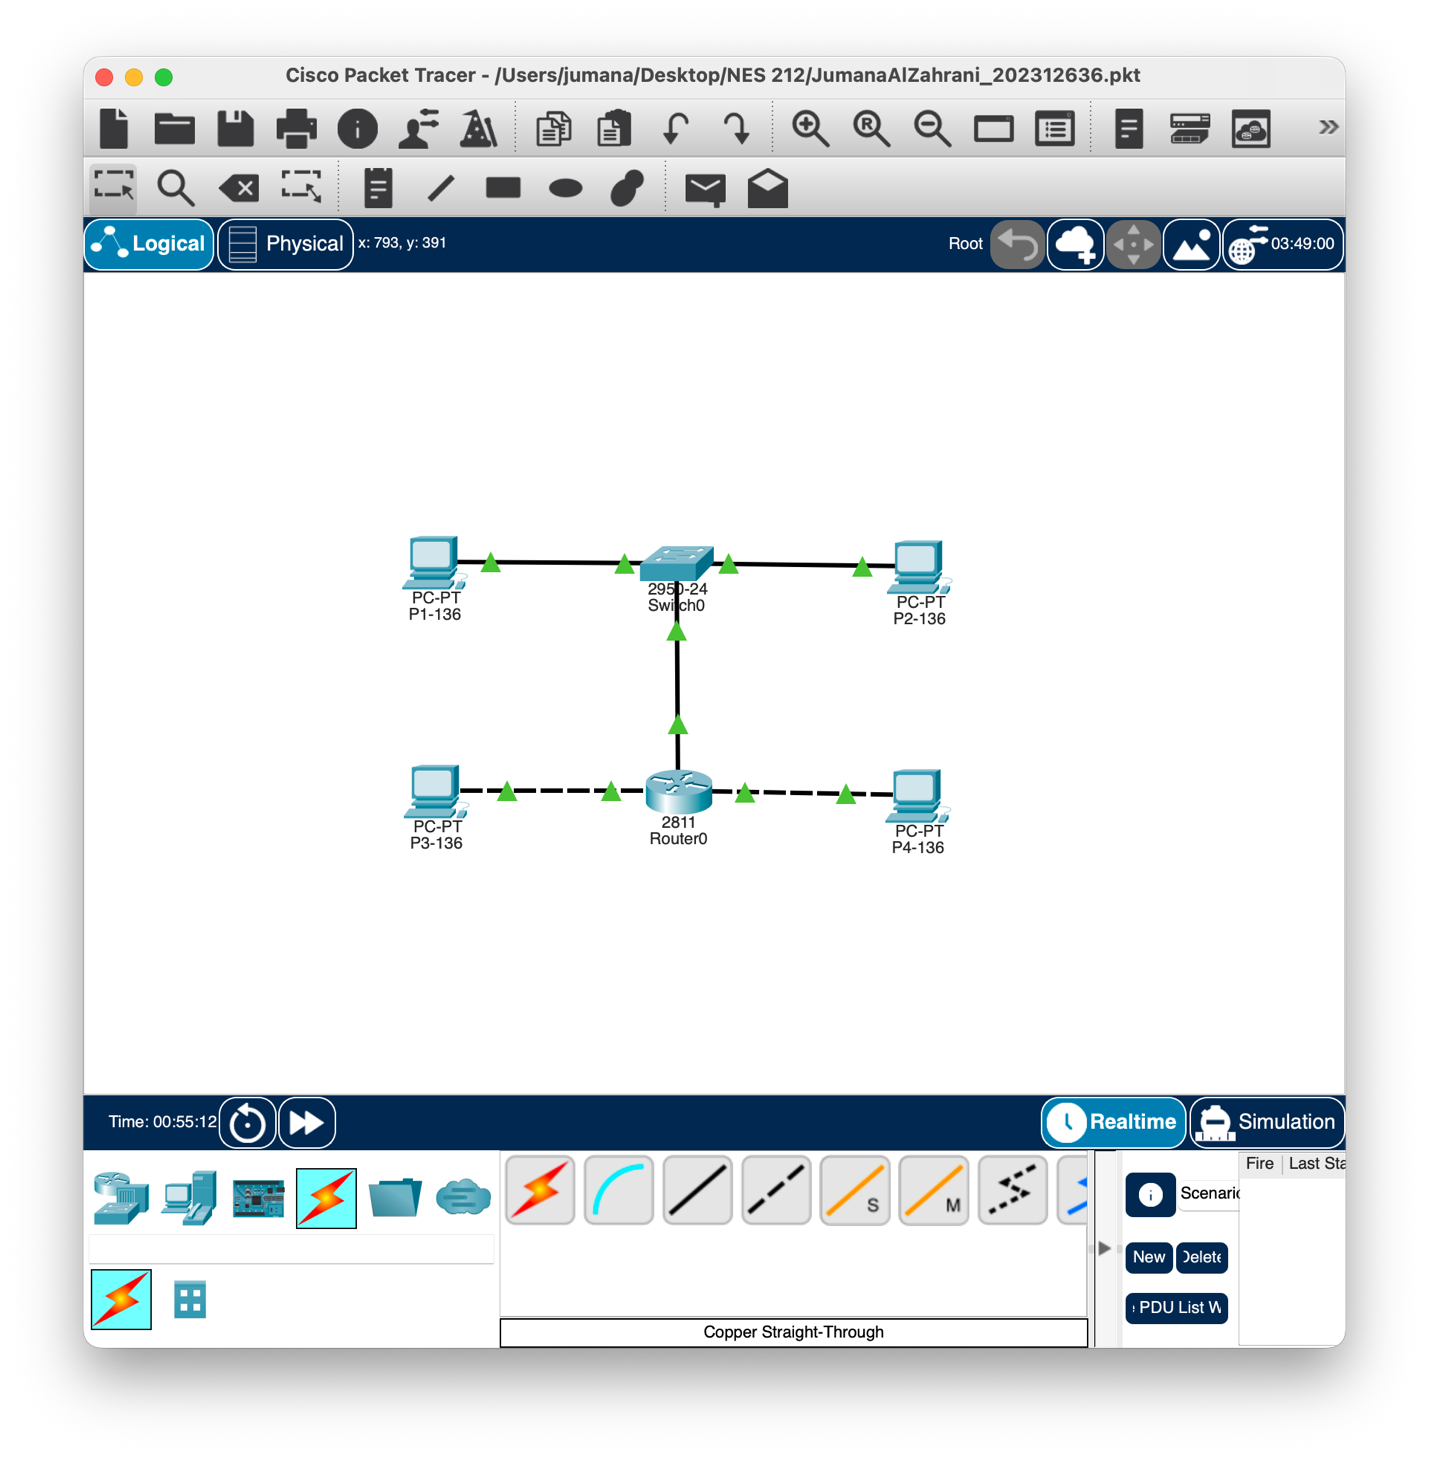 Cisco Packet Tracer - /Users/jumana/Desktop/NES 212/JumanaAlZahrani_202312636.pkt
Logical
Physical
x: 793, y: 391
Root
03:49:00
PC-PT
P1-136
2950-24
Switch0
PC-PT
P2-136
PC-PT
P3-136
2811
Router0
PC-PT
P4-136
Time: 00:55:12
Realtime
Simulation
S
M
Fire
Last Sta
Scenaric
New
Delete
PDU List W
Copper Straight-Through